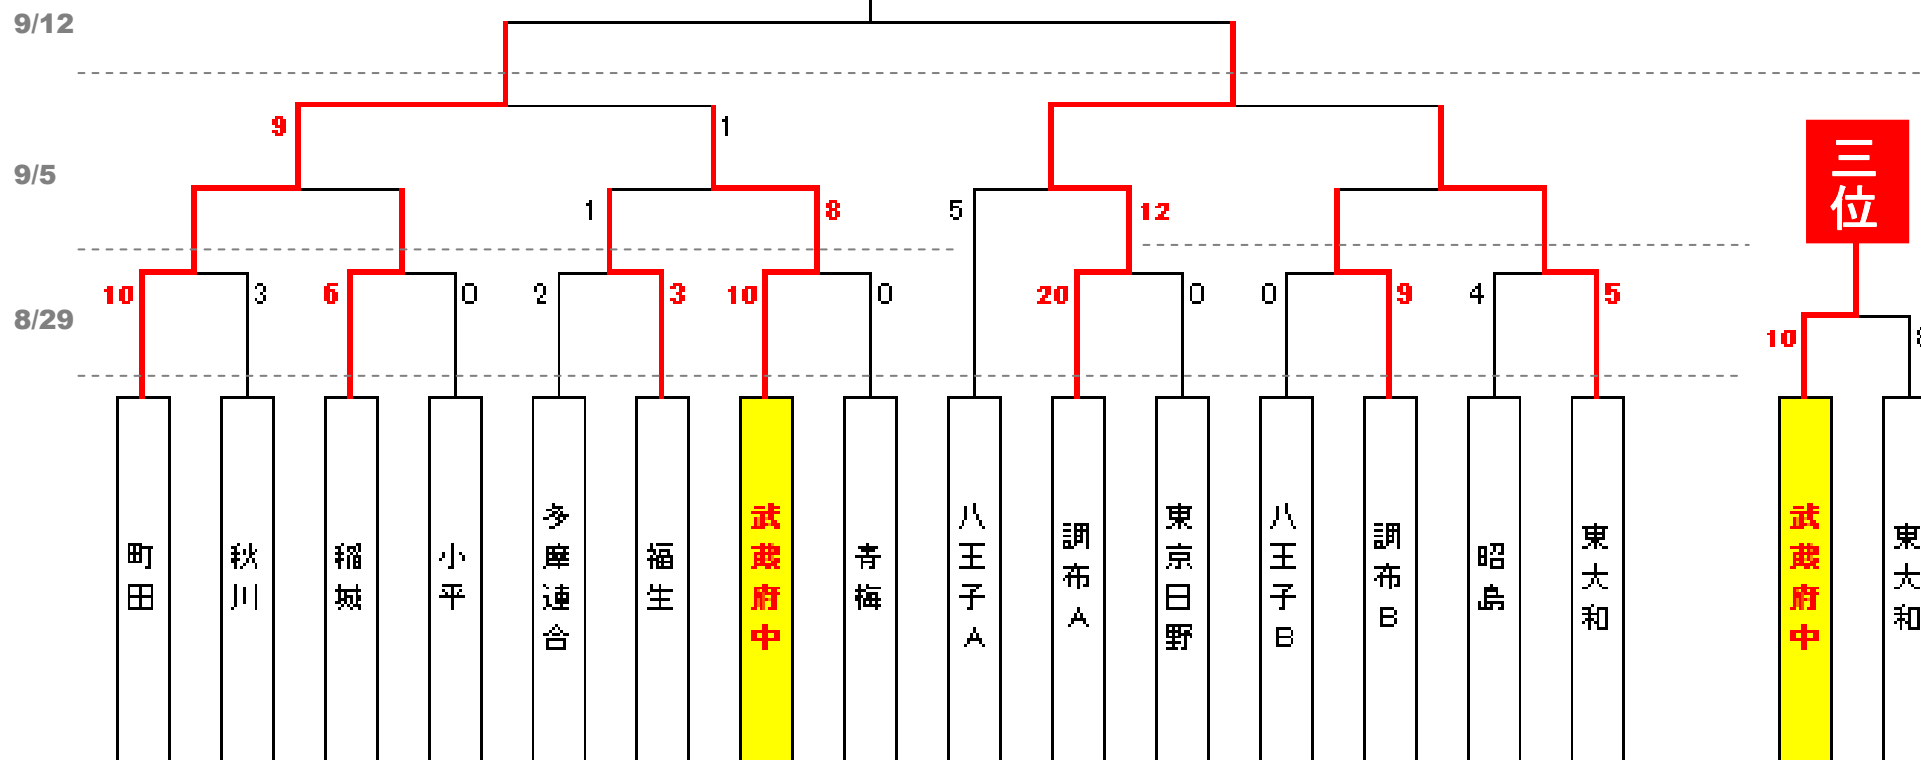 9/12
9
1
9/5
三位
1
8
5
12
10
3
6
0
2
3
10
0
20
0
0
9
4
5
8/29
10
町田
秋川
稲城
小平
多摩連合
福生
武蔵府中
青梅
八王子A
調布A
東京日野
八王子B
調布B
昭島
東大和
武蔵府中
東大和